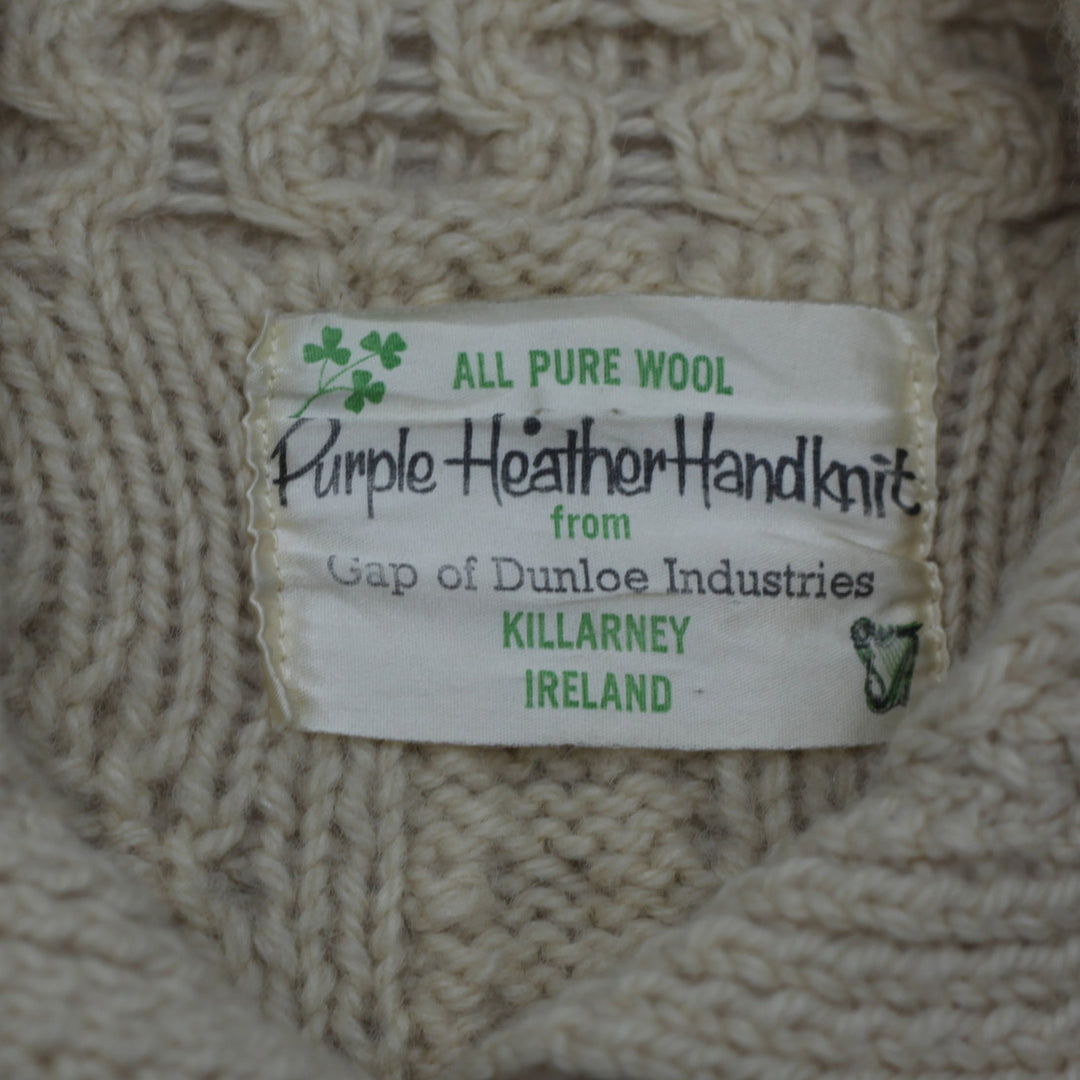 ALL PURE WOOL
Purple Heather Handknit
from
Gap of Dunloe Industries
KILLARNEY
IRELAND